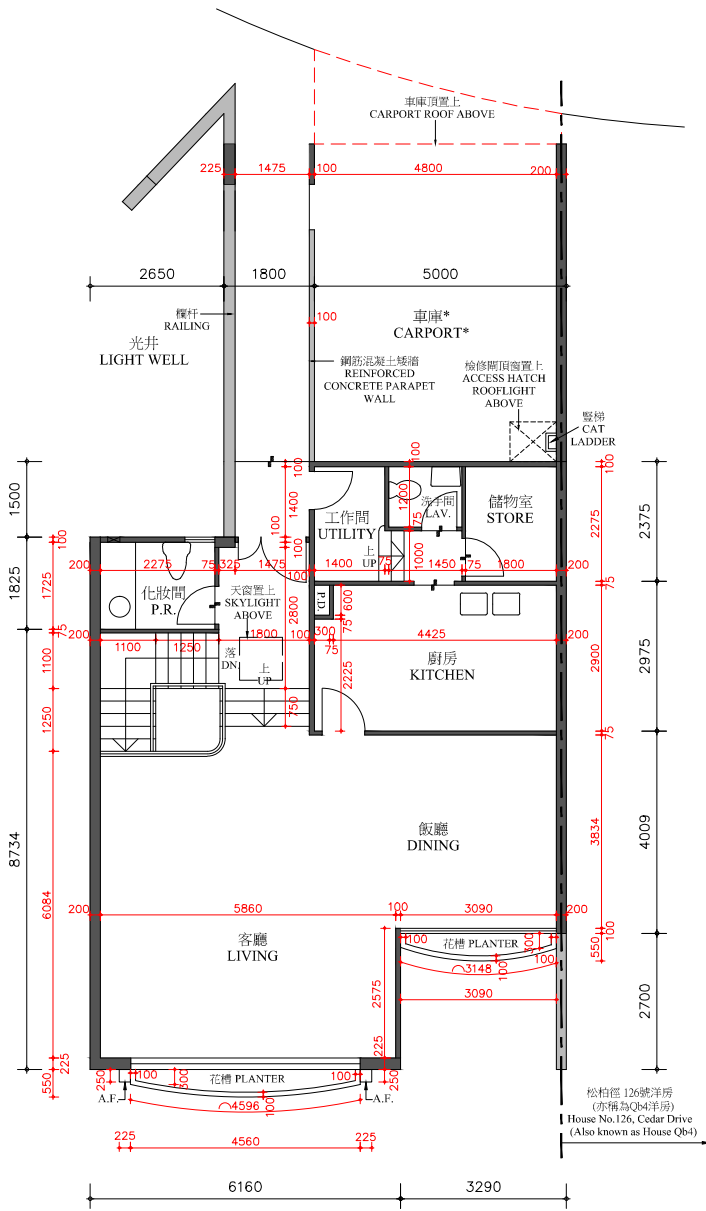 車庫頂置上
CARPORT ROOF ABOVE
225
1475
100
4800
200
2650
1800
5000
欄杆
RAILING
100
車庫*
CARPORT*
光井
LIGHT WELL
鋼筋混凝土矮牆
REINFORCED
CONCRETE PARAPET
WALL
檢修閘頂窗置上
ACCESS HATCH
ROOFLIGHT
ABOVE
豎梯
CAT
LADDER
1500
1825
8734
100
1400
100
100
100
1200
75
洗手間
LAV.
儲物室
STORE
工作間
UTILITY
上
UP
1000
100
2275
75
2375
100
1725
75
200
2275
75
325
1475
100
1400
75
1450
75
1800
200
化妝間
P.R.
天窗置上
SKYLIGHT
ABOVE
2800
P.D.
600
75
300
75
200
1100
1250
1800
100
4425
200
落
DN.
上
UP
廚房
KITCHEN
2225
2900
75
2975
1100
1250
750
飯廳
DINING
3834
4009
6084
200
5860
100
3090
200
客廳
LIVING
花槽 PLANTER
100
300
100
100
3148
3090
550
100
2575
225
2700
225
550
250
100
300
花槽 PLANTER
100
100
250
A.F.
A.F.
4596
225
4560
225
松柏徑 126號洋房
(亦稱為Qb4洋房)
House No.126, Cedar Drive
(Also known as House Qb4)
6160
3290